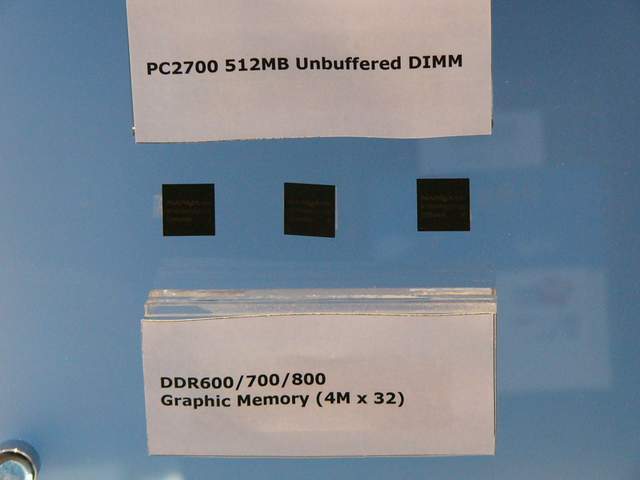 PC2700 512MB Unbuffered DIMM
DDR600/700/800
Graphic Memory (4M x 32)